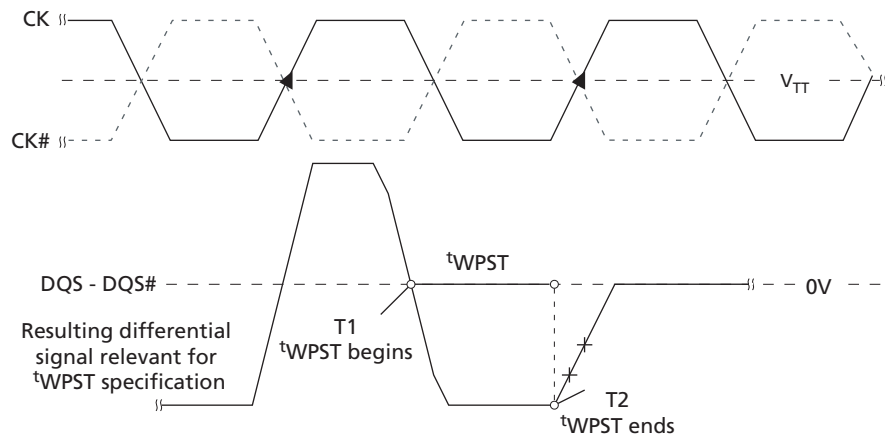 CK
V_TT
CK#
tWPST
DQS - DQS#
0V
Resulting differential
signal relevant for
tWPST specification
T1
tWPST begins
T2
tWPST ends